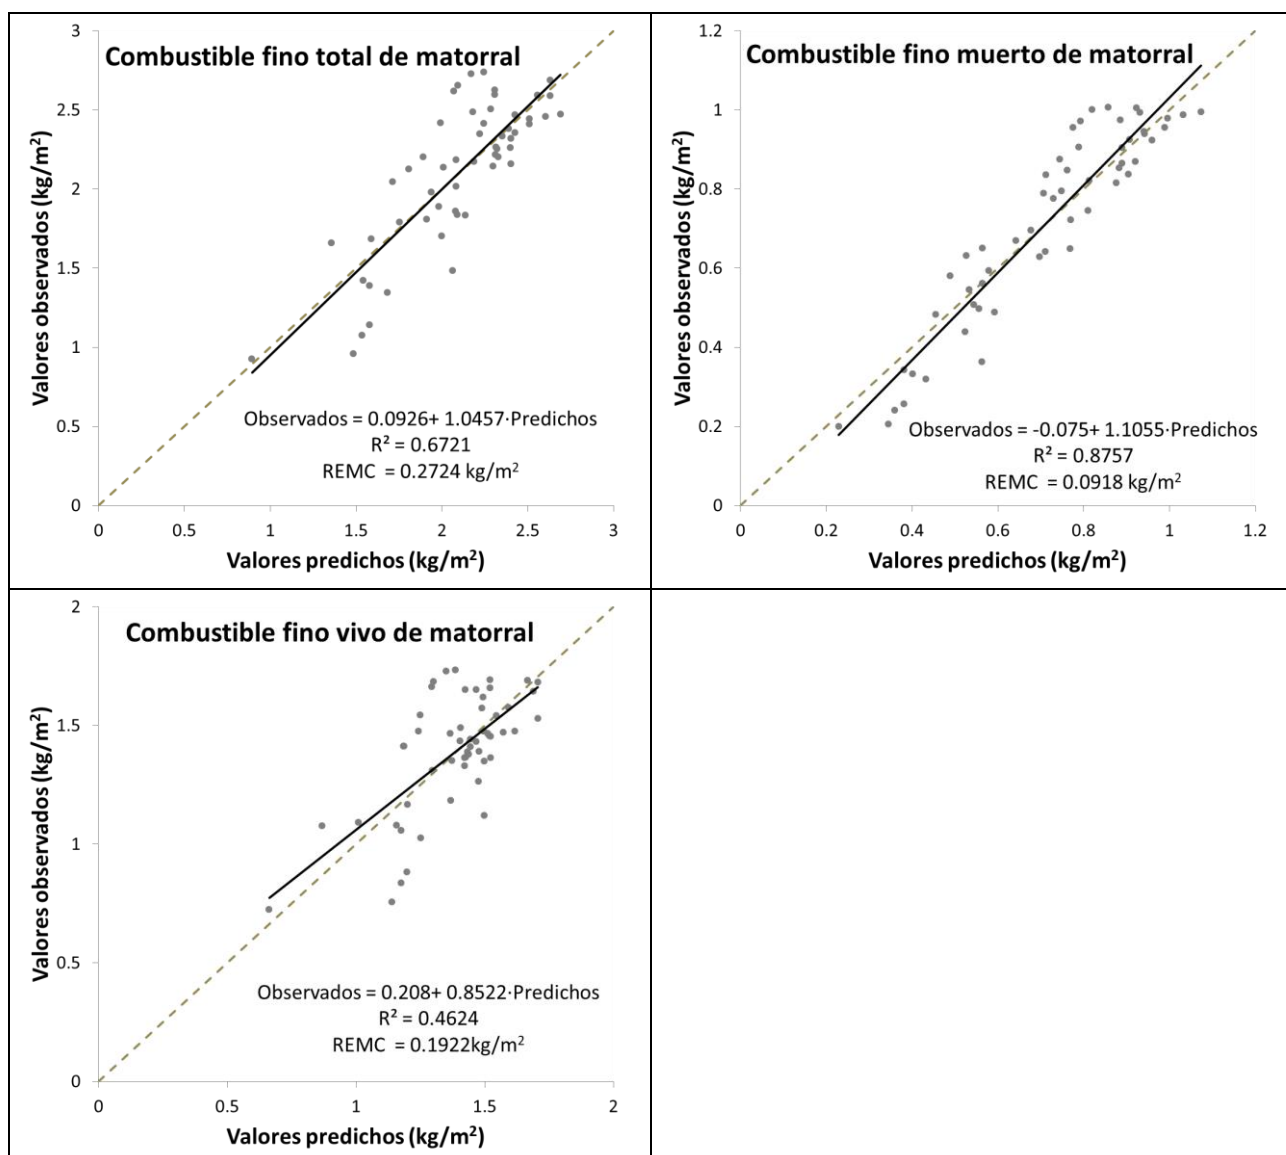 Combustible fino total de matorral
Valores observados (kg/m²)
3
2.5
2
1.5
1
0.5
0
Observados = 0.0926+ 1.0457·Predichos
R² = 0.6721
REMC = 0.2724 kg/m²
0 0.5 1 1.5 2 2.5 3
Valores predichos (kg/m²)
Combustible fino muerto de matorral
Valores observados (kg/m²)
1.2
1
0.8
0.6
0.4
0.2
0
Observados = -0.075+ 1.1055·Predichos
R² = 0.8757
REMC = 0.0918 kg/m²
0 0.2 0.4 0.6 0.8 1 1.2
Valores predichos (kg/m²)
Combustible fino vivo de matorral
Valores observados (kg/m²)
2
1.5
1
0.5
0
Observados = 0.208+ 0.8522·Predichos
R² = 0.4624
REMC = 0.1922kg/m²
0 0.5 1 1.5 2
Valores predichos (kg/m²)